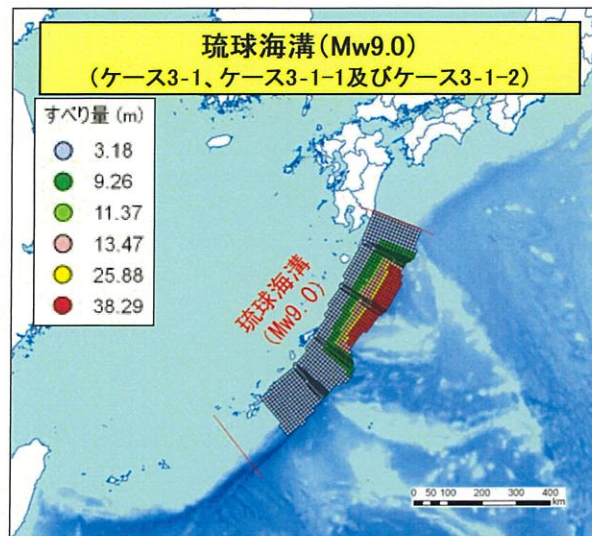 琉球海溝(Mw9.0)
(ケース3-1、ケース3-1-1及びケース3-1-2)
すべり量 (m)
3.18
9.26
11.37
13.47
25.88
38.29
琉球海溝
(Mw9.0)
0 50 100 200 300 400
km